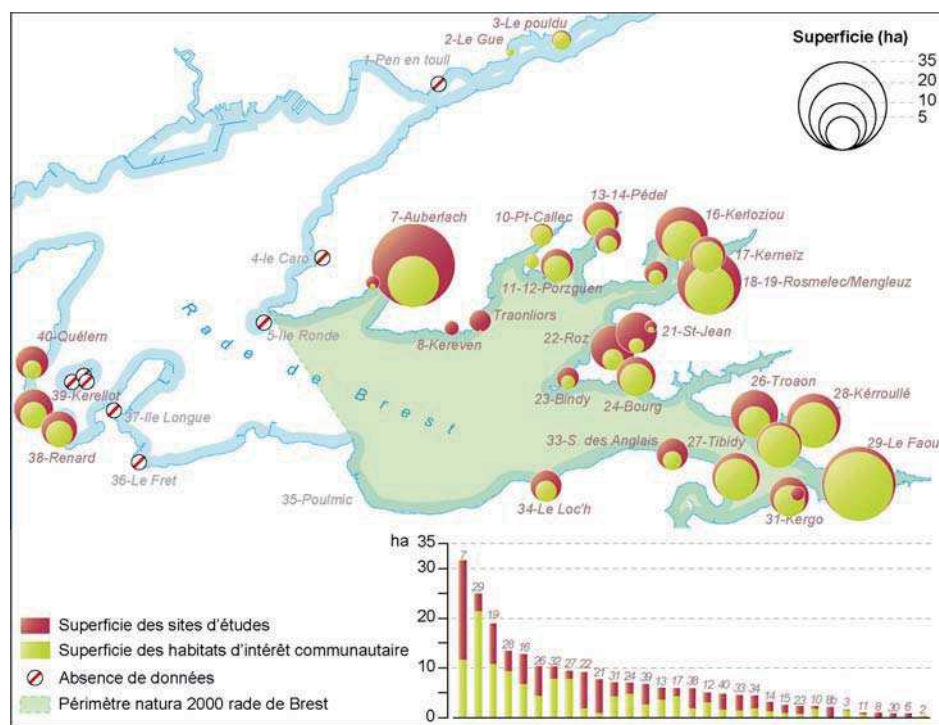 3-Le pouldu
2-Le Gue
1-Pen en toull
Superficie (ha)
35
20
10
5
13-14-Pédel
7-Auberlach
10-Pt-Callec
16-Kerloziou
17-Kerneïz
4-le Caro
11-12-Porzguen
18-19-Rosmelec/Mengleuz
Rade de Brest
5-Ile Ronde
Traonliors
8-Kereven
22-Roz
21-St-Jean
40-Quélern
39-Kerellot
37-Ile Longue
23-Bindy
24-Bourg
26-Troaon
28-Kérroullé
38-Renard
36-Le Fret
33-S. des Anglais
27-Tibidy
29-Le Faou
35-Poulmic
34-Le Loc'h
31-Kergo
ha
35
30
20
10
0
7
29
19
28
16
26
32
27
22
21
31
24
39
13
17
38
12
40
33
34
14
15
23
10
3
11
8
30
6
2
Superficie des sites d'études
Superficie des habitats d'intérêt communautaire
Absence de données
Périmètre natura 2000 rade de Brest